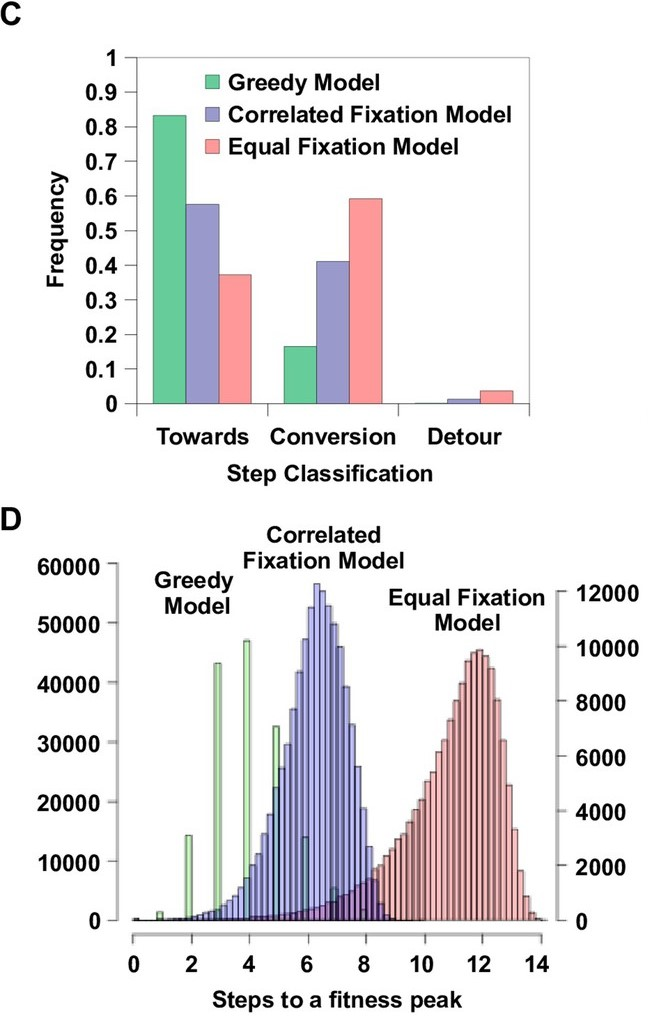 C
1
0.9
0.8
0.7
0.6
0.5
0.4
0.3
0.2
0.1
0
Frequency
Greedy Model
Correlated Fixation Model
Equal Fixation Model
Towards Conversion Detour
Step Classification
D
Correlated
Fixation Model
Greedy
Model
Equal Fixation
Model
60000
50000
40000
30000
20000
10000
0
12000
10000
8000
6000
4000
2000
0
0 2 4 6 8 10 12 14
Steps to a fitness peak